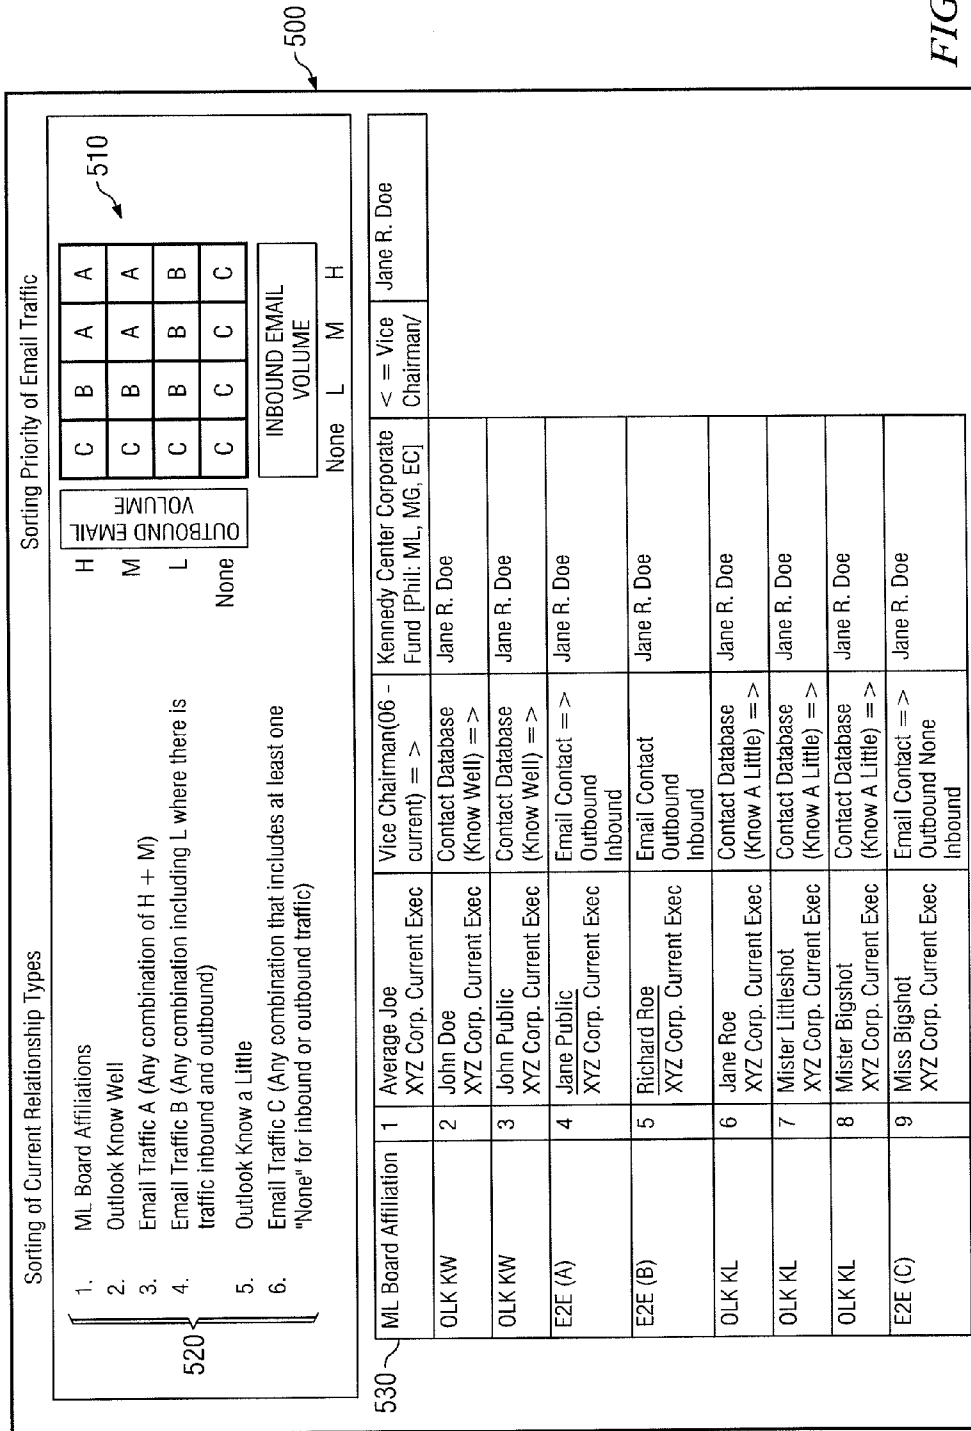 Sorting of Current Relationship Types
1. ML Board Affiliations
2. Outlook Know Well
3. Email Traffic A (Any combination of H + M)
4. Email Traffic B (Any combination including L where there is
traffic inbound and outbound)
5. Outlook Know a Little
6. Email Traffic C (Any combination that includes at least one
"None" for inbound or outbound traffic)
520
Sorting Priority of Email Traffic
OUTBOUND EMAIL
VOLUME
H C B A A
M C B A A
L C B B B
None C C C C
INBOUND EMAIL
VOLUME
None L M H
510
500
530
ML Board Affiliation 1 Average Joe Vice Chairman(06 - Kennedy Center Corporate < = Vice Jane R. Doe
XYZ Corp. Current Exec current) = > Fund [Phil: ML, MG, EC] Chairman/
OLK KW 2 John Doe Contact Database Jane R. Doe
XYZ Corp. Current Exec (Know Well) = >
OLK KW 3 John Public Contact Database Jane R. Doe
XYZ Corp. Current Exec (Know Well) = >
E2E (A) 4 Jane Public Email Contact = > Jane R. Doe
XYZ Corp. Current Exec Outbound
Inbound
E2E (B) 5 Richard Roe Email Contact Jane R. Doe
XYZ Corp. Current Exec Outbound
Inbound
OLK KL 6 Jane Roe Contact Database Jane R. Doe
XYZ Corp. Current Exec (Know A Little) = >
OLK KL 7 Mister Littleshot Contact Database Jane R. Doe
XYZ Corp. Current Exec (Know A Little) = >
OLK KL 8 Mister Bigshot Contact Database Jane R. Doe
XYZ Corp. Current Exec (Know A Little) = >
E2E (C) 9 Miss Bigshot Email Contact = > Jane R. Doe
XYZ Corp. Current Exec Outbound None
Inbound
FIG